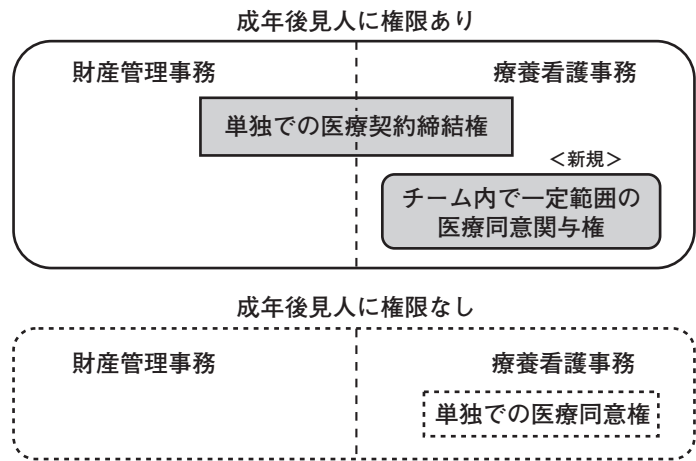 成年後見人に権限あり
財産管理事務
療養看護事務
単独での医療契約締結権
＜新規＞
チーム内で一定範囲の
医療同意関与権
成年後見人に権限なし
財産管理事務
療養看護事務
単独での医療同意権